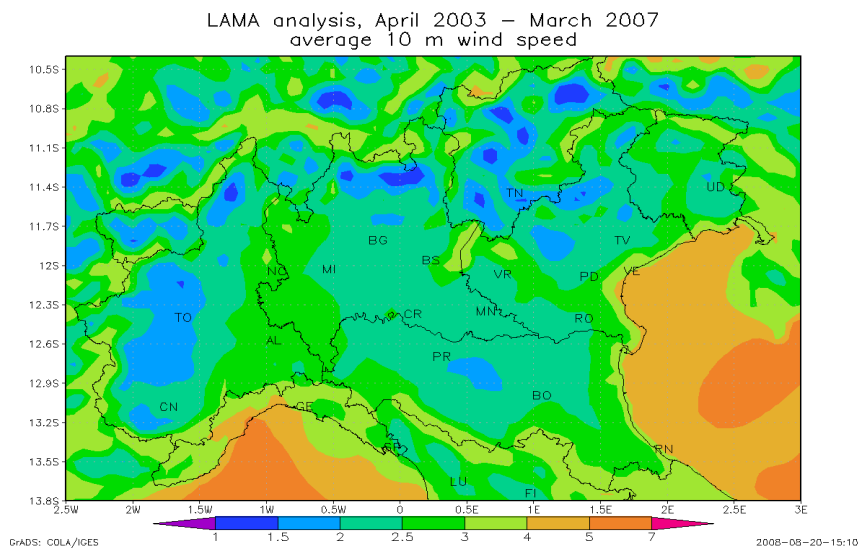 LAMA analysis, April 2003 – March 2007
average 10 m wind speed
10.5S
10.8S
11.1S
11.4S
11.7S
12S
12.3S
12.6S
12.9S
13.2S
13.5S
13.8S
TN
UD
BG
TV
BS
NO
MI
VR
PD
VE
TO
CR
MN
RO
AL
PR
BO
CN
GE
SP
RN
LU
FI
2.5W
2W
1.5W
1W
0.5W
0
0.5E
1E
1.5E
2E
2.5E
3E
1
1.5
2
2.5
3
4
5
7
GrADS: COLA/IGES
2008-08-20-15:10